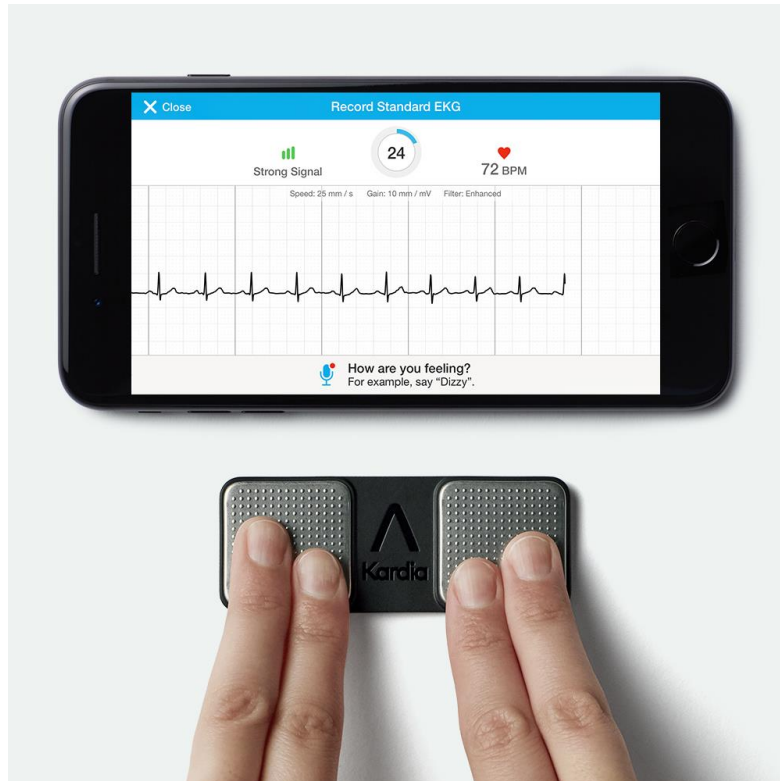 Close
Record Standard EKG
Strong Signal
24
72 BPM
Speed: 25 mm / s
Gain: 10 mm / mV
Filter: Enhanced
How are you feeling?
For example, say “Dizzy”.
Kardia